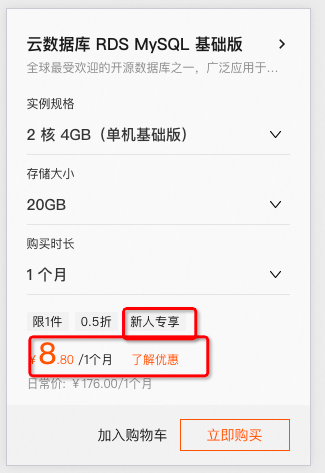 云数据库 RDS MySQL 基础版
全球最受欢迎的开源数据库之一，广泛应用于…
实例规格
2 核 4GB（单机基础版）
存储大小
20GB
购买时长
1 个月
限1件 0.5折 新人专享
¥8.80 /1个月 了解优惠
日常价: ¥176.00/1个月
加入购物车 立即购买